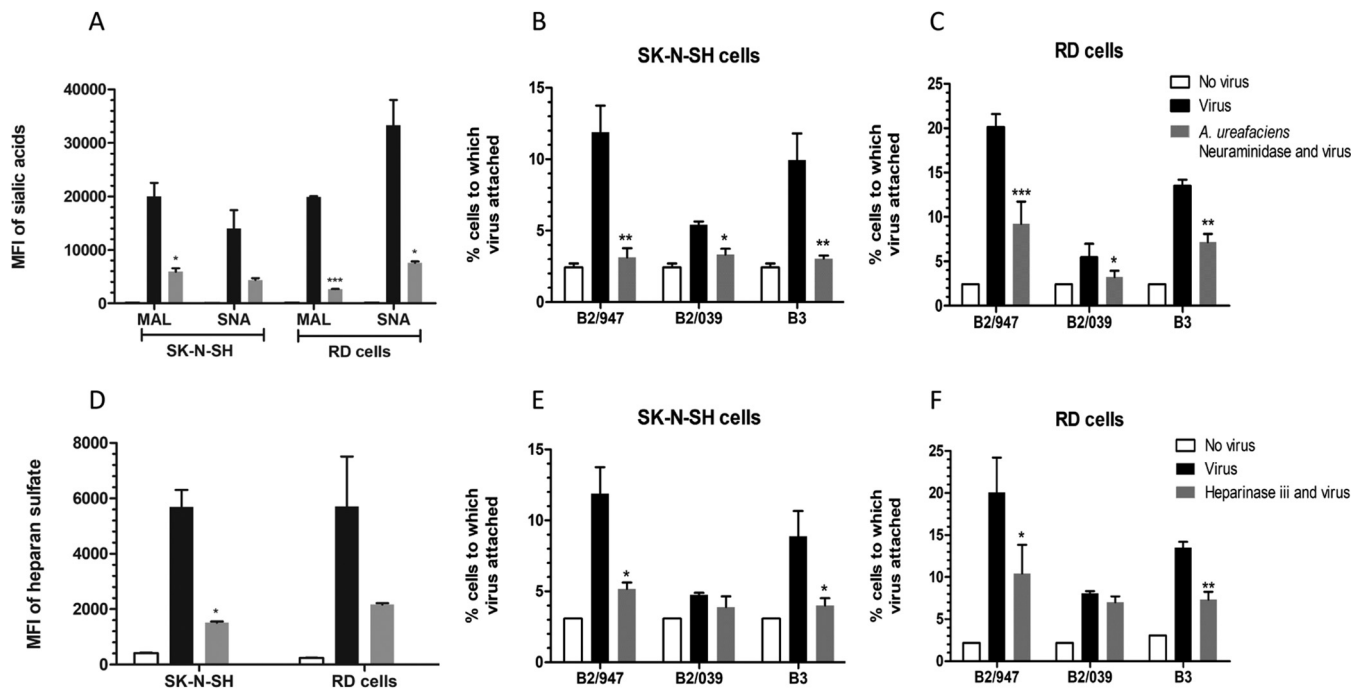 A
MFI of sialic acids
40000
30000
20000
10000
0
*
***
*
MAL
SNA
MAL
SNA
SK-N-SH
RD cells
B
SK-N-SH cells
% cells to which
virus attached
15
10
5
0
**
*
**
B2/947
B2/039
B3
C
RD cells
% cells to which
virus attached
25
20
15
10
5
0
***
*
**
B2/947
B2/039
B3
No virus
Virus
A. ureafaciens
Neuraminidase and virus
D
MFI of heparan sulfate
8000
6000
4000
2000
0
*
SK-N-SH
RD cells
E
SK-N-SH cells
% cells to which
virus attached
15
10
5
0
*
*
B2/947
B2/039
B3
F
RD cells
% cells to which
virus attached
25
20
15
10
5
0
*
**
B2/947
B2/039
B3
No virus
Virus
Heparinase iii and virus